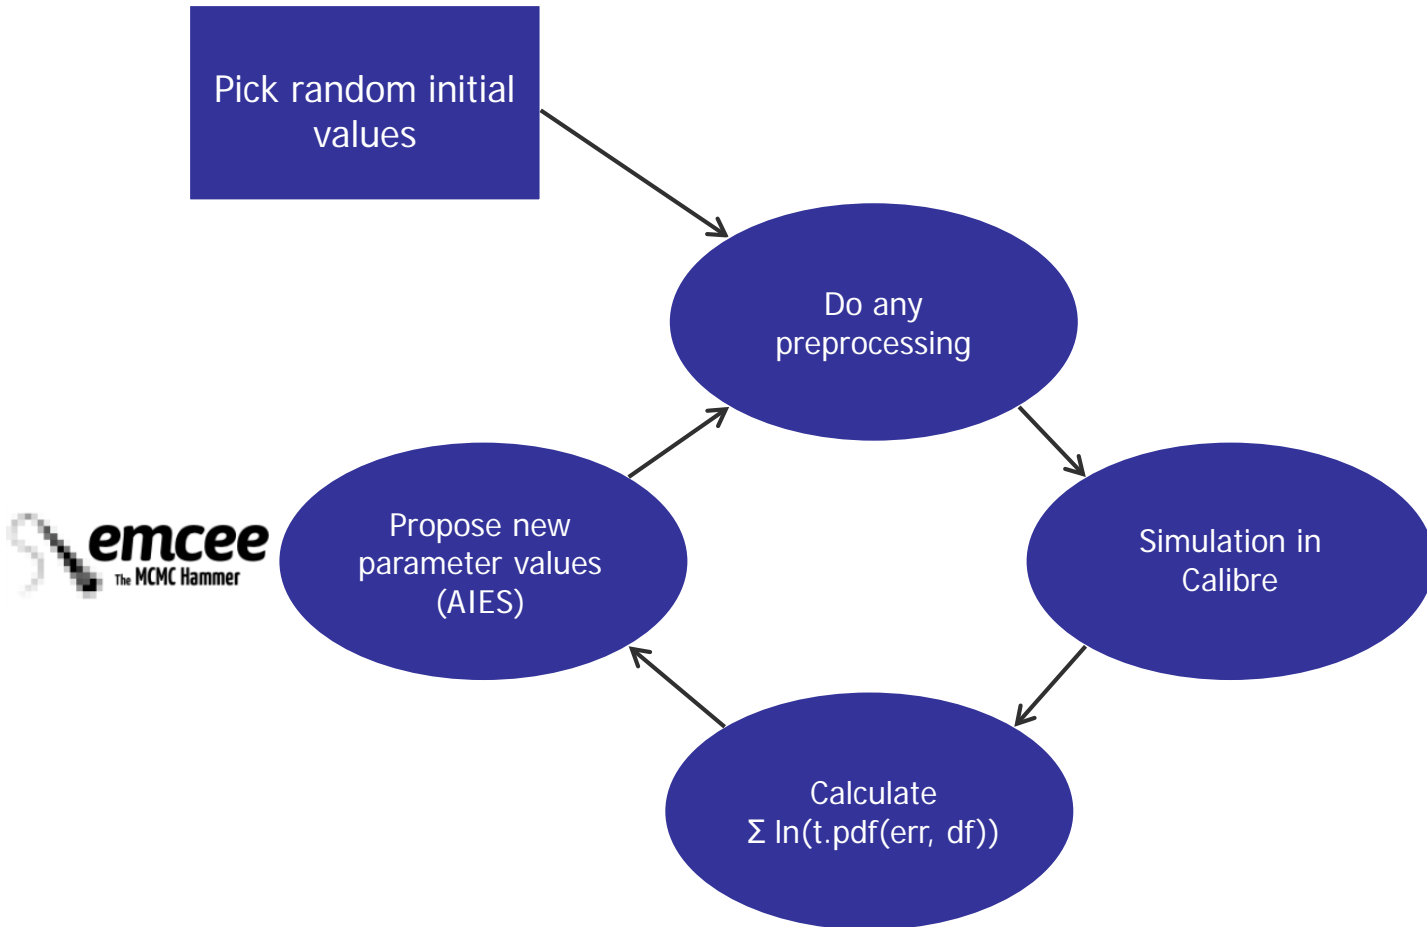 Pick random initial
values
Do any
preprocessing
Simulation in
Calibre
Calculate
Σ ln(t.pdf(err, df))
Propose new
parameter values
(AIES)
emcee
The MCMC Hammer